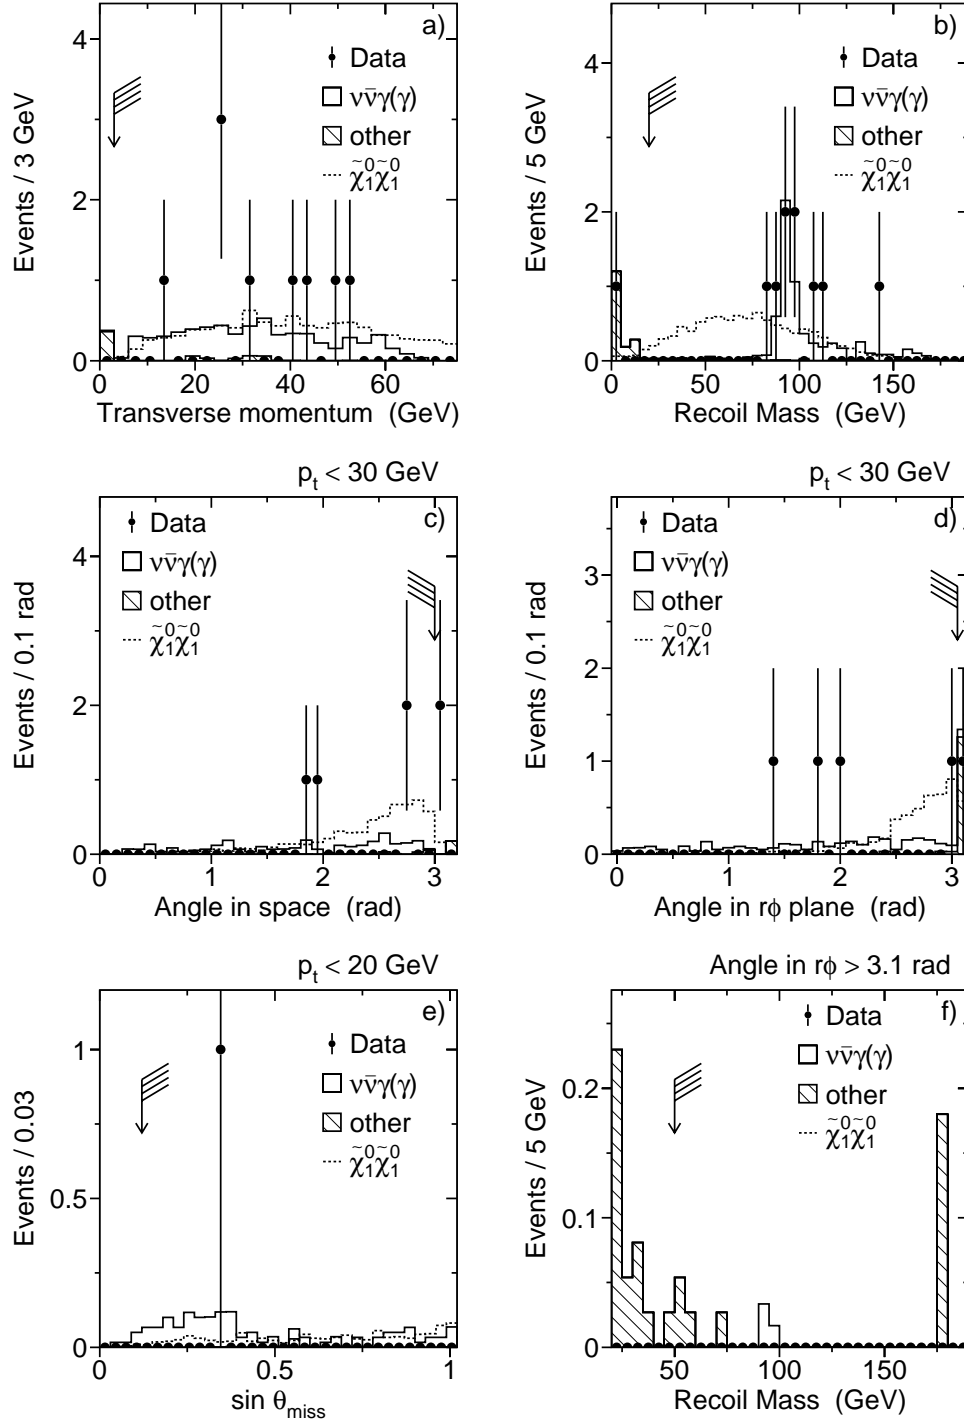 a)
Events / 3 GeV
4
2
0
Data
νν̄γ(γ)
other
χ̃⁰₁χ̃⁰₁
0 20 40 60
Transverse momentum (GeV)
b)
Events / 5 GeV
4
2
0
Data
νν̄γ(γ)
other
χ̃⁰₁χ̃⁰₁
0 50 100 150
Recoil Mass (GeV)
p_t < 30 GeV
c)
Events / 0.1 rad
4
2
0
Data
νν̄γ(γ)
other
χ̃⁰₁χ̃⁰₁
0 1 2 3
Angle in space (rad)
p_t < 30 GeV
d)
Events / 0.1 rad
3
2
1
0
Data
νν̄γ(γ)
other
χ̃⁰₁χ̃⁰₁
0 1 2 3
Angle in rϕ plane (rad)
p_t < 20 GeV
e)
Events / 0.03
1
0.5
0
Data
νν̄γ(γ)
other
χ̃⁰₁χ̃⁰₁
0 0.5 1
sin θ_miss
Angle in rϕ > 3.1 rad
f)
Events / 5 GeV
0.2
0.1
0
Data
νν̄γ(γ)
other
χ̃⁰₁χ̃⁰₁
50 100 150
Recoil Mass (GeV)